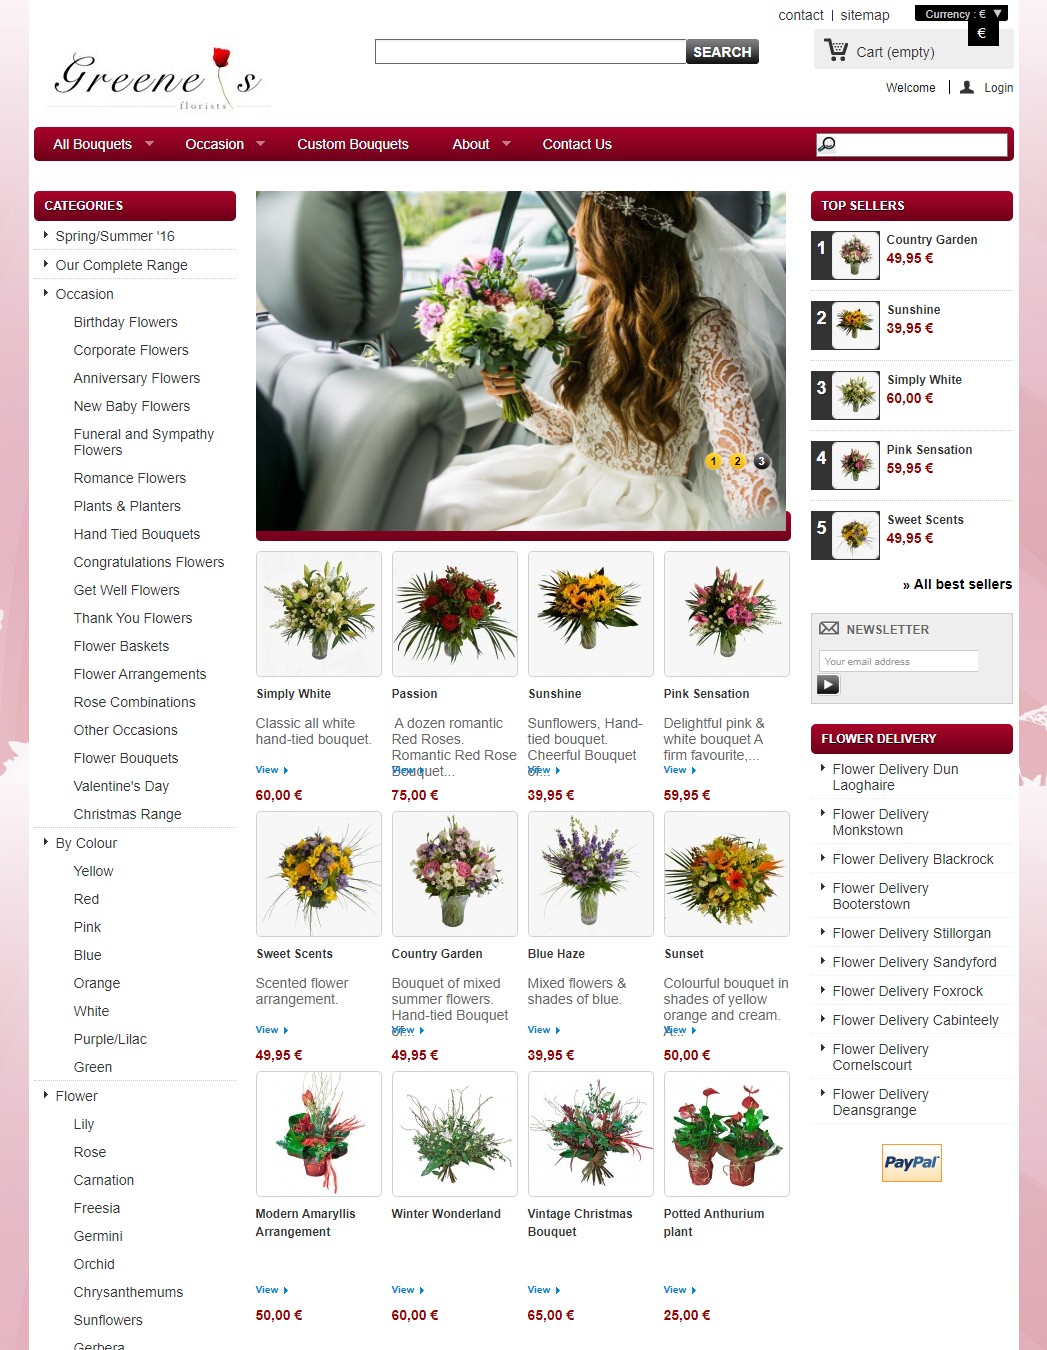 contact | sitemap
Currency : €
€
SEARCH
Cart (empty)
Greene's
florists
Welcome
Login
All Bouquets
Occasion
Custom Bouquets
About
Contact Us
CATEGORIES
Spring/Summer '16
Our Complete Range
Occasion
Birthday Flowers
Corporate Flowers
Anniversary Flowers
New Baby Flowers
Funeral and Sympathy
Flowers
Romance Flowers
Plants & Planters
Hand Tied Bouquets
Congratulations Flowers
Get Well Flowers
Thank You Flowers
Flower Baskets
Flower Arrangements
Rose Combinations
Other Occasions
Flower Bouquets
Valentine's Day
Christmas Range
By Colour
Yellow
Red
Pink
Blue
Orange
White
Purple/Lilac
Green
Flower
Lily
Rose
Carnation
Freesia
Germini
Orchid
Chrysanthemums
Sunflowers
Gerbera
1 2 3
Simply White
Classic all white
hand-tied bouquet.
View
60,00 €
Passion
A dozen romantic
Red Roses.
Romantic Red Rose
Bouquet...
View
75,00 €
Sunshine
Sunflowers, Hand-
tied bouquet.
Cheerful Bouquet
of...
View
39,95 €
Pink Sensation
Delightful pink &
white bouquet A
firm favourite,...
View
59,95 €
Sweet Scents
Scented flower
arrangement.
View
49,95 €
Country Garden
Bouquet of mixed
summer flowers.
Hand-tied Bouquet
of...
View
49,95 €
Blue Haze
Mixed flowers &
shades of blue.
View
39,95 €
Sunset
Colourful bouquet in
shades of yellow
orange and cream.
A...
View
50,00 €
Modern Amaryllis
Arrangement
View
50,00 €
Winter Wonderland
View
60,00 €
Vintage Christmas
Bouquet
View
65,00 €
Potted Anthurium
plant
View
25,00 €
TOP SELLERS
1
Country Garden
49,95 €
2
Sunshine
39,95 €
3
Simply White
60,00 €
4
Pink Sensation
59,95 €
5
Sweet Scents
49,95 €
» All best sellers
NEWSLETTER
Your email address
FLOWER DELIVERY
Flower Delivery Dun
Laoghaire
Flower Delivery
Monkstown
Flower Delivery Blackrock
Flower Delivery
Booterstown
Flower Delivery Stillorgan
Flower Delivery Sandyford
Flower Delivery Foxrock
Flower Delivery Cabinteely
Flower Delivery
Cornelscourt
Flower Delivery
Deansgrange
PayPal